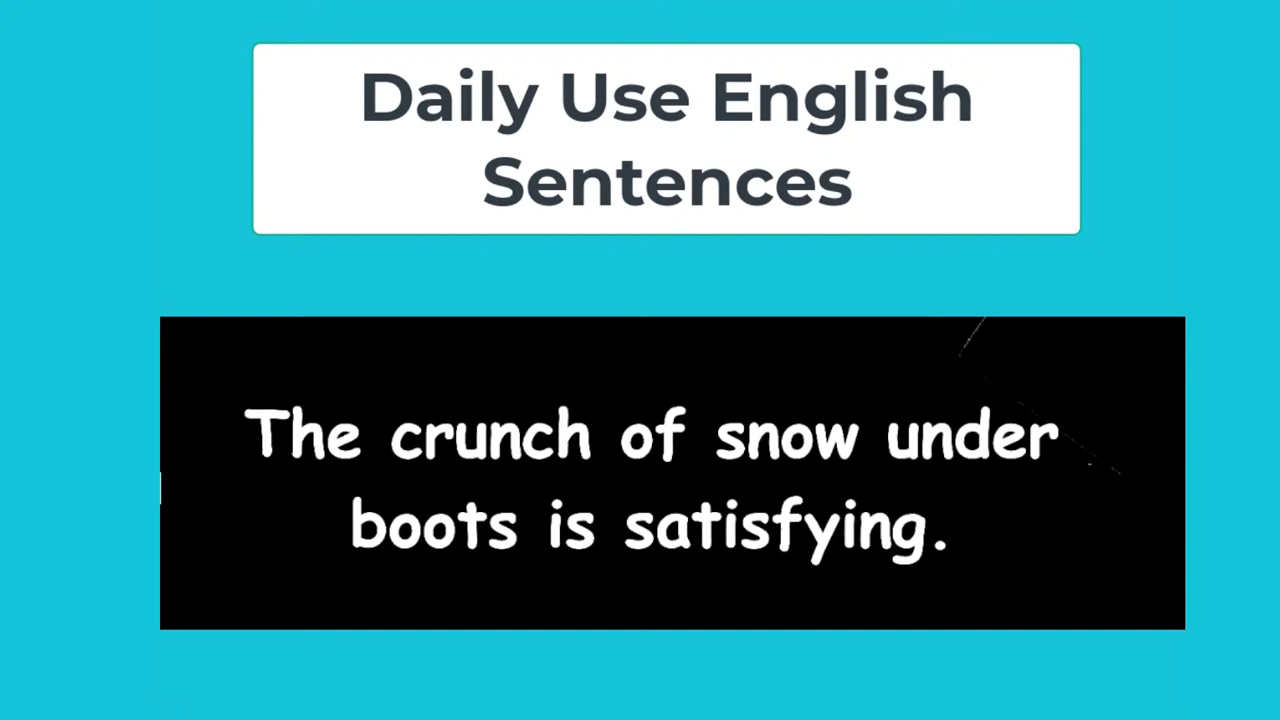 Daily Use English
Sentences
The crunch of snow under
boots is satisfying.